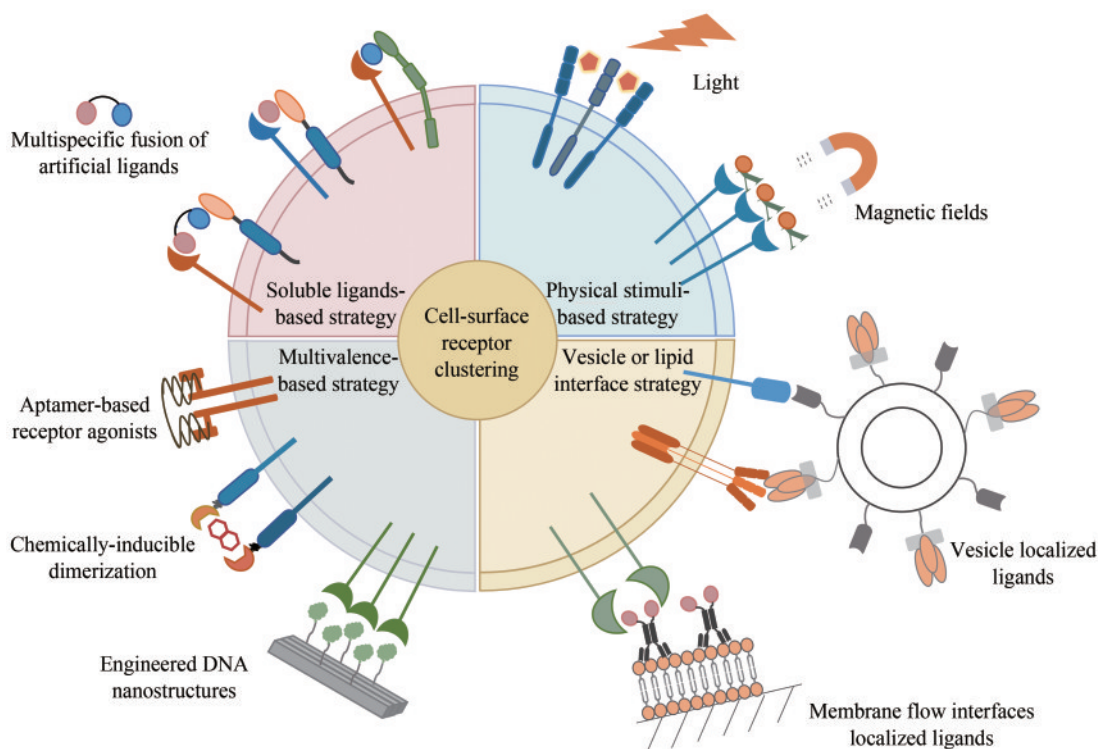 Light
Multispecific fusion of
artificial ligands
Magnetic fields
Soluble ligands-
based strategy
Physical stimuli-
based strategy
Cell-surface
receptor
clustering
Multivalence-
based strategy
Vesicle or lipid
interface strategy
Aptamer-based
receptor agonists
Chemically-inducible
dimerization
Vesicle localized
ligands
Engineered DNA
nanostructures
Membrane flow interfaces
localized ligands